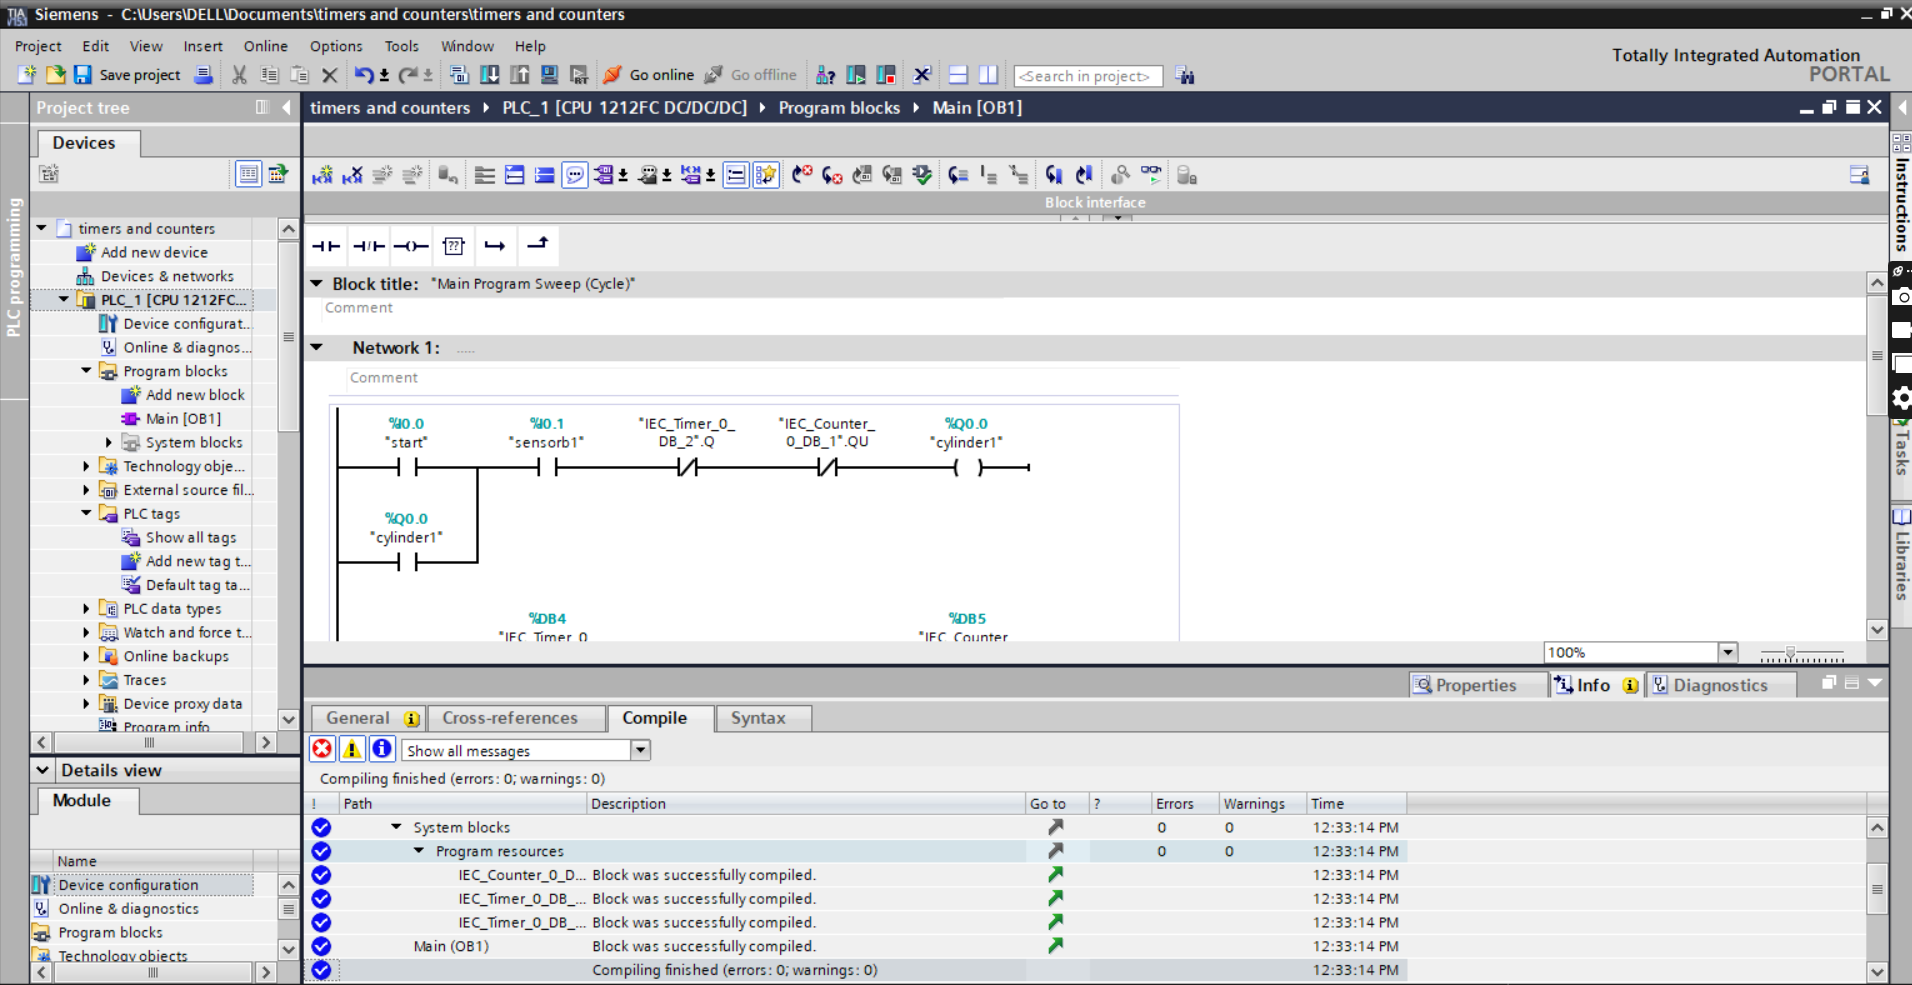 Siemens - C:\Users\DELL\Documents\timers and counters\timers and counters
Project Edit View Insert Online Options Tools Window Help
Totally Integrated Automation
PORTAL
Save project
Go online
Go offline
<Search in project>
Project tree
timers and counters PLC_1 [CPU 1212FC DC/DC/DC] Program blocks Main [OB1]
Devices
PLC programming
Block interface
timers and counters
Add new device
Devices & networks
PLC_1 [CPU 1212FC...
Device configurat...
Online & diagnos...
Program blocks
Add new block
Main [OB1]
System blocks
Technology obje...
External source fil...
PLC tags
Show all tags
Add new tag t...
Default tag ta...
PLC data types
Watch and force t...
Online backups
Traces
Device proxy data
Program info
Details view
Module
Name
Device configuration
Online & diagnostics
Program blocks
Technology objects
??
Block title: "Main Program Sweep (Cycle)"
Comment
Network 1: .....
Comment
%I0.0
"start"
%I0.1
"sensorb1"
"IEC_Timer_0_
DB_2".Q
"IEC_Counter_
0_DB_1".QU
%Q0.0
"cylinder1"
%Q0.0
"cylinder1"
%DB4
"IEC_Timer_0
%DB5
"IEC_Counter
100%
Properties Info Diagnostics
General Cross-references Compile Syntax
Show all messages
Compiling finished (errors: 0; warnings: 0)
! Path Description Go to ? Errors Warnings Time
System blocks 0 0 12:33:14 PM
Program resources 0 0 12:33:14 PM
IEC_Counter_0_D... Block was successfully compiled. 12:33:14 PM
IEC_Timer_0_DB_... Block was successfully compiled. 12:33:14 PM
IEC_Timer_0_DB_... Block was successfully compiled. 12:33:14 PM
Main (OB1) Block was successfully compiled. 12:33:14 PM
Compiling finished (errors: 0; warnings: 0) 12:33:14 PM
Instructions
Tasks
Libraries